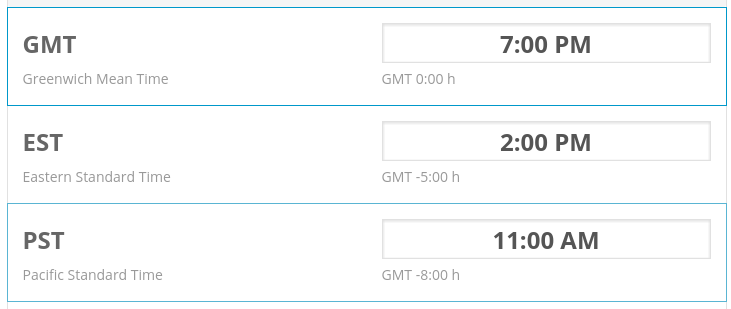 GMT
7:00 PM
Greenwich Mean Time
GMT 0:00 h
EST
2:00 PM
Eastern Standard Time
GMT -5:00 h
PST
11:00 AM
Pacific Standard Time
GMT -8:00 h